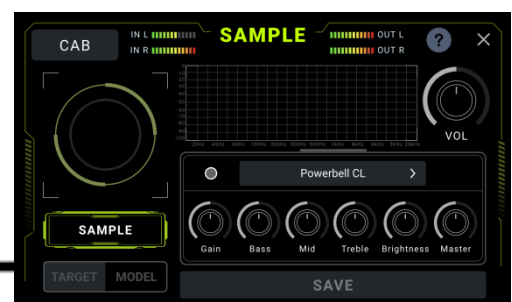 CAB
IN L
IN R
SAMPLE
OUT L
OUT R
?
VOL
Powerbell CL
Gain Bass Mid Treble Brightness Master
SAMPLE
TARGET MODEL
SAVE